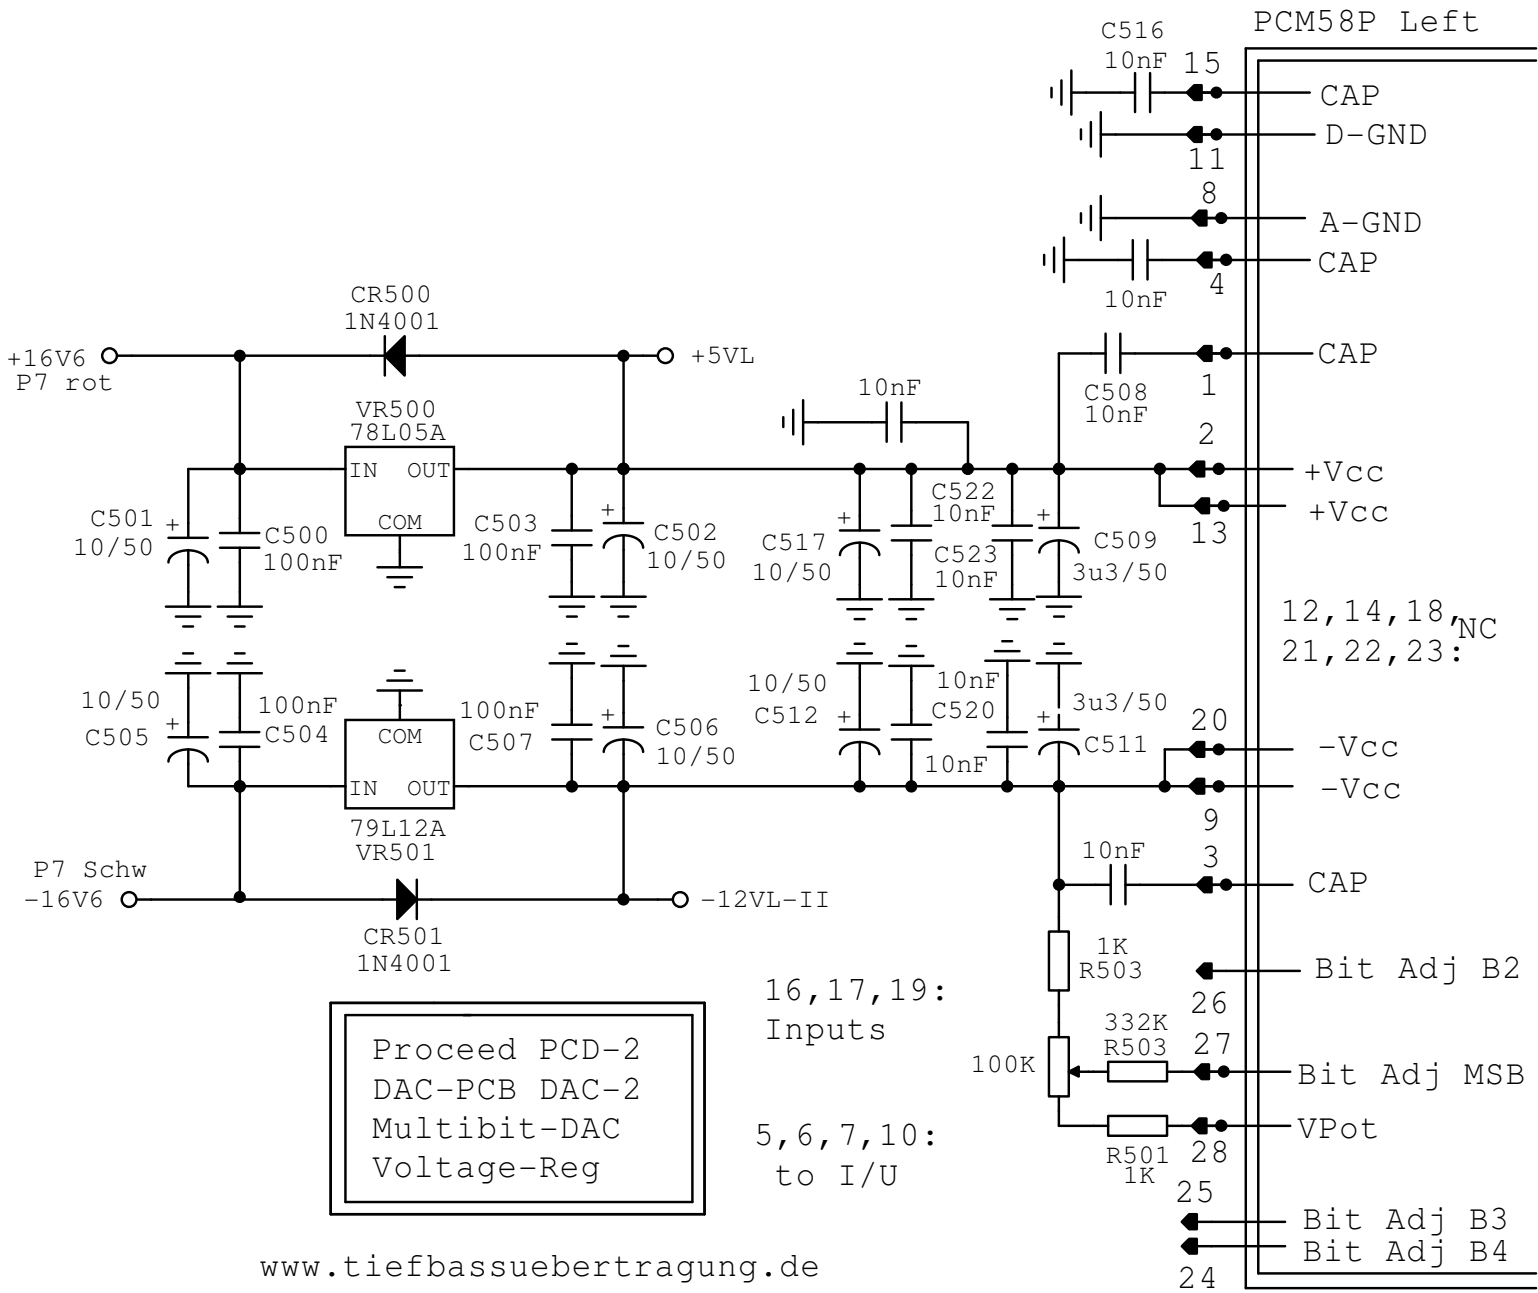 PCM58P Left
C516
10nF
15
CAP
D-GND
11
8
A-GND
CAP
4
10nF
CR500
1N4001
+16V6
P7 rot
+5VL
CAP
1
C508
10nF
10nF
VR500
78L05A
2
IN OUT
COM
+Vcc
+Vcc
13
C501
+
10/50
C500
100nF
C503
100nF
+
C502
10/50
+
C517
10/50
C522
10nF
C523
10nF
+
C509
3u3/50
12,14,18,
21,22,23:
NC
10/50
+
C505
100nF
C504
COM
IN OUT
100nF
C507
+
C506
10/50
10/50
C512
+
10nF
C520
10nF
3u3/50
+
C511
20
-Vcc
-Vcc
9
79L12A
VR501
P7 Schw
-16V6
-12VL-II
10nF
3
CAP
CR501
1N4001
1K
R503
Bit Adj B2
26
16,17,19:
Inputs
332K
R503
27
100K
Bit Adj MSB
VPot
28
R501
1K
5,6,7,10:
to I/U
25
Bit Adj B3
Bit Adj B4
24
Proceed PCD-2
DAC-PCB DAC-2
Multibit-DAC
Voltage-Reg
www.tiefbassuebertragung.de